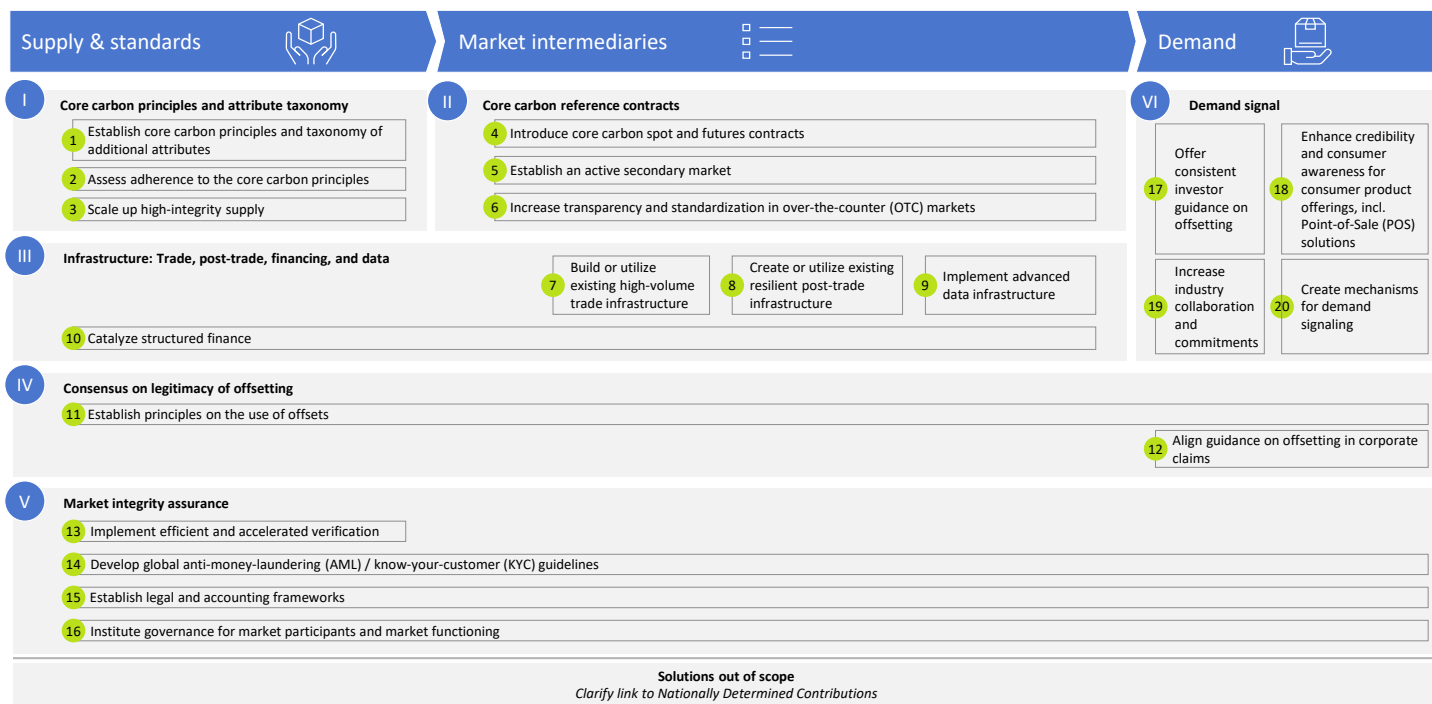 Supply & standards
Market intermediaries
Demand
I
Core carbon principles and attribute taxonomy
1
Establish core carbon principles and taxonomy of
additional attributes
2
Assess adherence to the core carbon principles
3
Scale up high-integrity supply
II
Core carbon reference contracts
4
Introduce core carbon spot and futures contracts
5
Establish an active secondary market
6
Increase transparency and standardization in over-the-counter (OTC) markets
VI
Demand signal
17
Offer
consistent
investor
guidance on
offsetting
18
Enhance credibility
and consumer
awareness for
consumer product
offerings, incl.
Point-of-Sale (POS)
solutions
19
Increase
industry
collaboration
and
commitments
20
Create mechanisms
for demand
signaling
III
Infrastructure: Trade, post-trade, financing, and data
7
Build or utilize
existing high-volume
trade infrastructure
8
Create or utilize existing
resilient post-trade
infrastructure
9
Implement advanced
data infrastructure
10
Catalyze structured finance
IV
Consensus on legitimacy of offsetting
11
Establish principles on the use of offsets
12
Align guidance on offsetting in corporate
claims
V
Market integrity assurance
13
Implement efficient and accelerated verification
14
Develop global anti-money-laundering (AML) / know-your-customer (KYC) guidelines
15
Establish legal and accounting frameworks
16
Institute governance for market participants and market functioning
Solutions out of scope
Clarify link to Nationally Determined Contributions